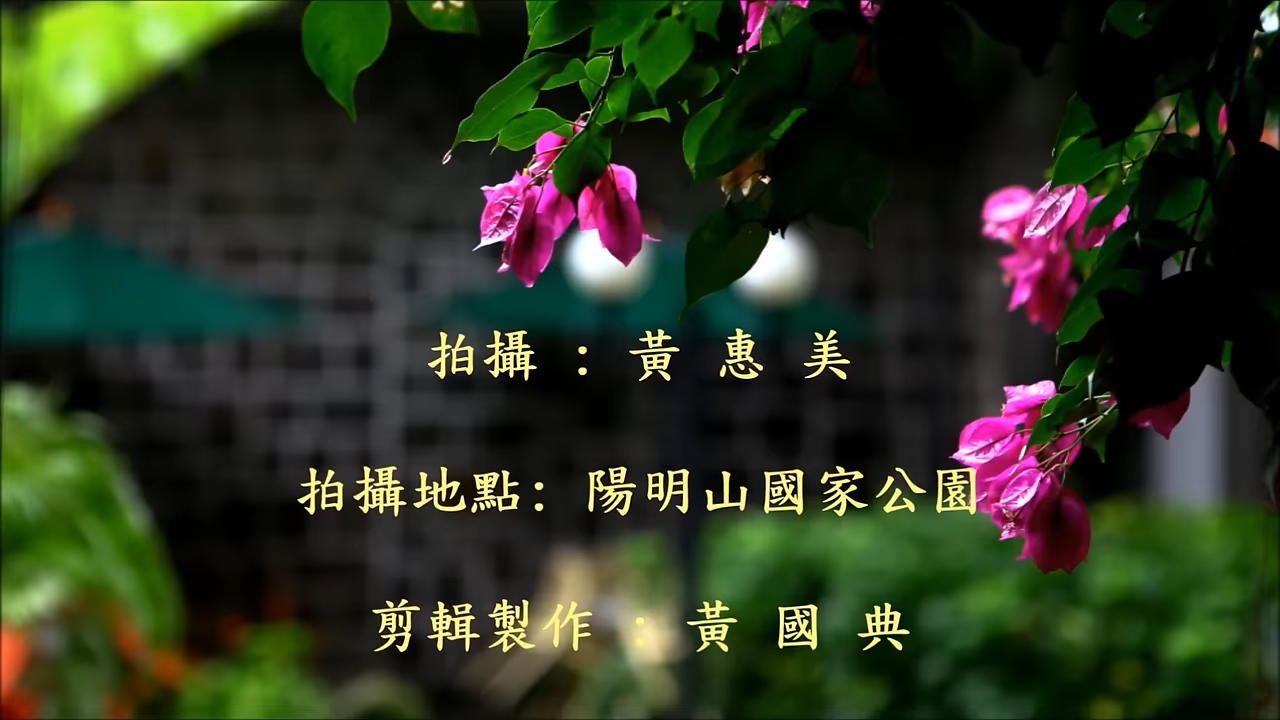 拍攝 : 黃 惠 美
拍攝地點: 陽明山國家公園
剪輯製作 : 黃 國 典